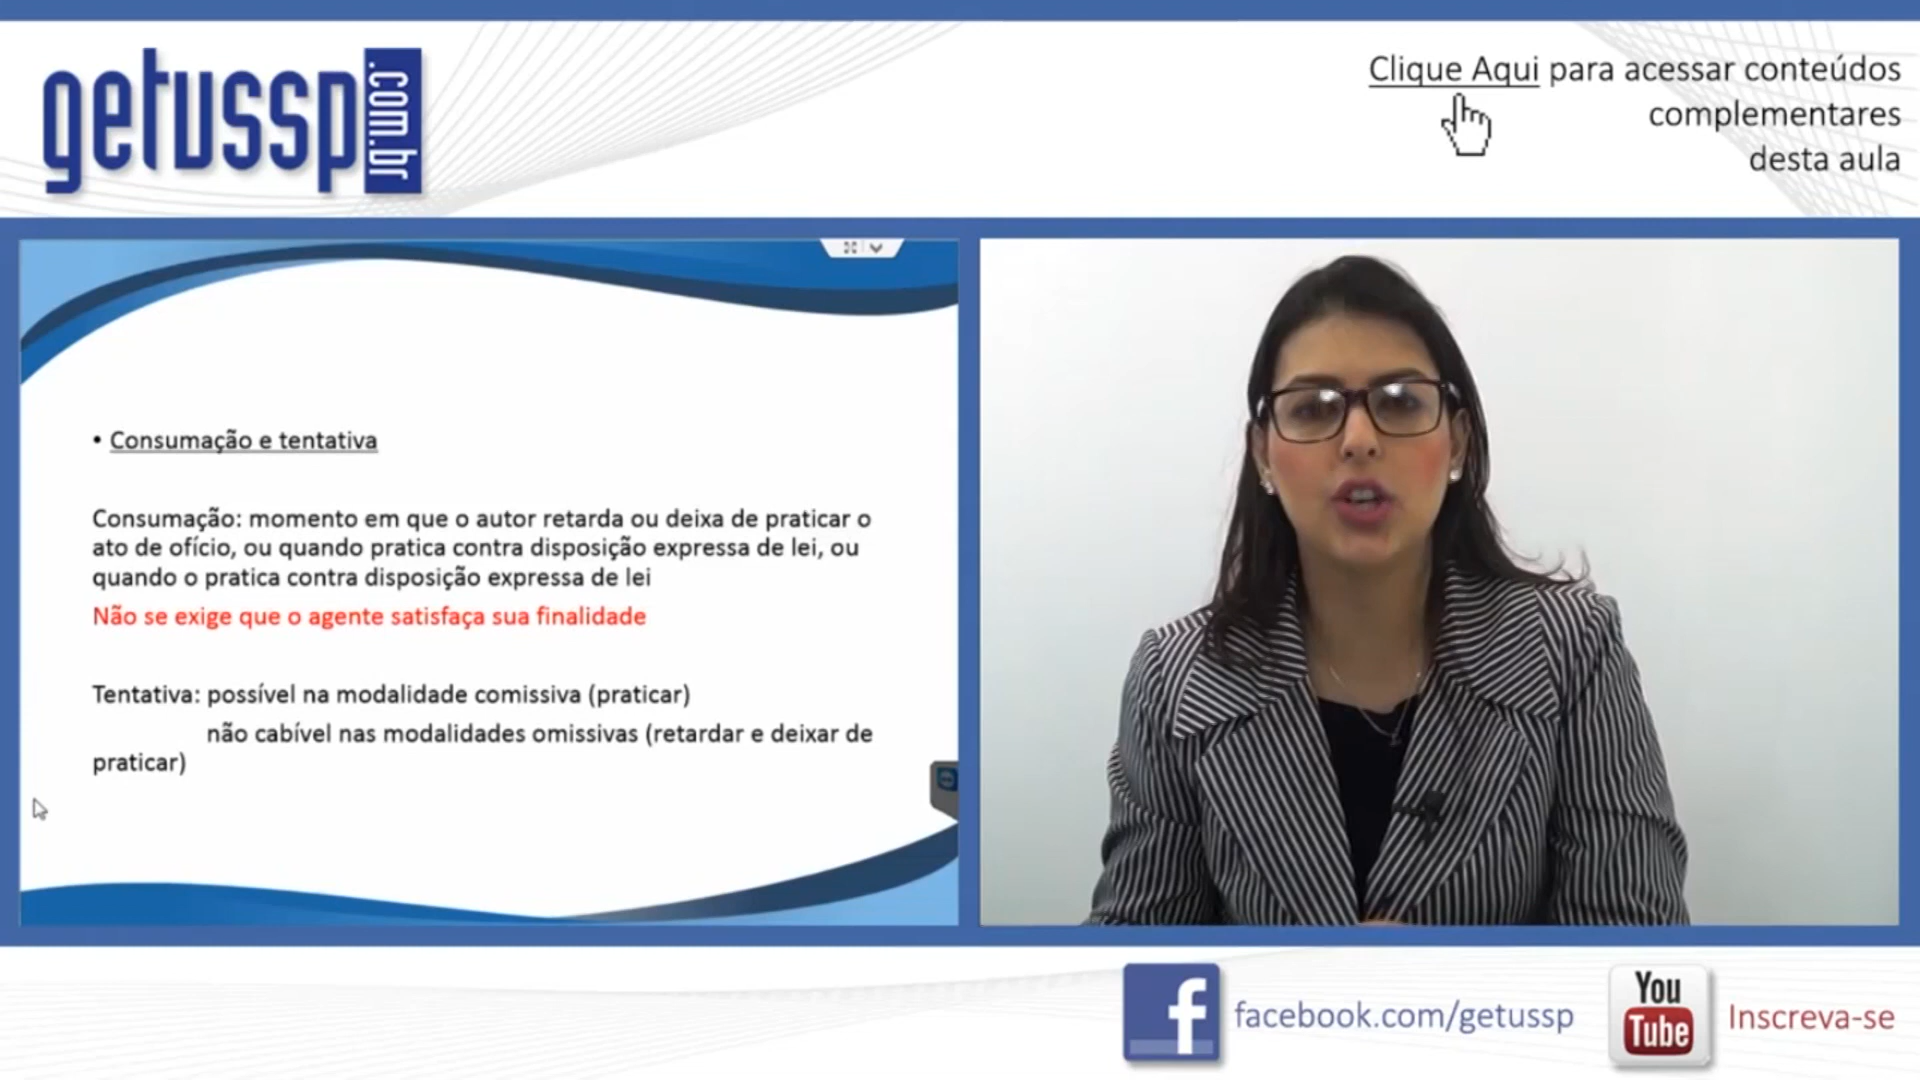 getussp.com.br
Clique Aqui para acessar conteúdos
complementares
desta aula
• Consumação e tentativa
Consumação: momento em que o autor retarda ou deixa de praticar o
ato de ofício, ou quando pratica contra disposição expressa de lei, ou
quando o pratica contra disposição expressa de lei
Não se exige que o agente satisfaça sua finalidade
Tentativa: possível na modalidade comissiva (praticar)
não cabível nas modalidades omissivas (retardar e deixar de
praticar)
f facebook.com/getussp
You
Tube
Inscreva-se